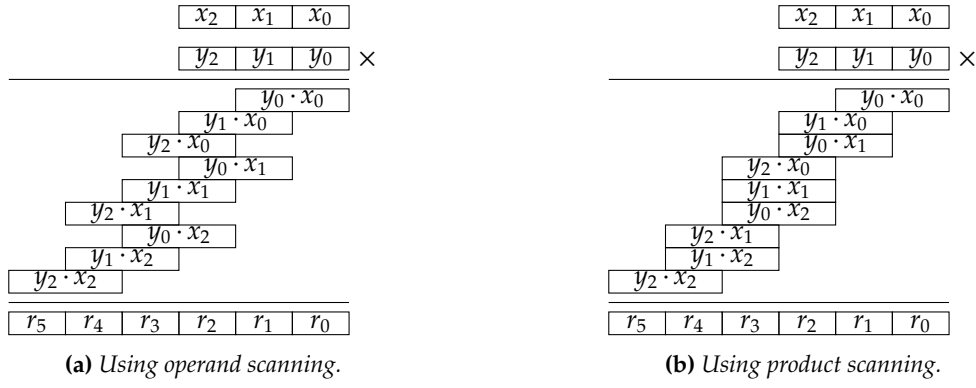 x₂ x₁ x₀
y₂ y₁ y₀ ×
y₀ · x₀
y₁ · x₀
y₂ · x₀
y₀ · x₁
y₁ · x₁
y₂ · x₁
y₀ · x₂
y₁ · x₂
y₂ · x₂
r₅ r₄ r₃ r₂ r₁ r₀
(a) Using operand scanning.
x₂ x₁ x₀
y₂ y₁ y₀ ×
y₀ · x₀
y₁ · x₀
y₀ · x₁
y₂ · x₀
y₁ · x₁
y₀ · x₂
y₂ · x₁
y₁ · x₂
y₂ · x₂
r₅ r₄ r₃ r₂ r₁ r₀
(b) Using product scanning.